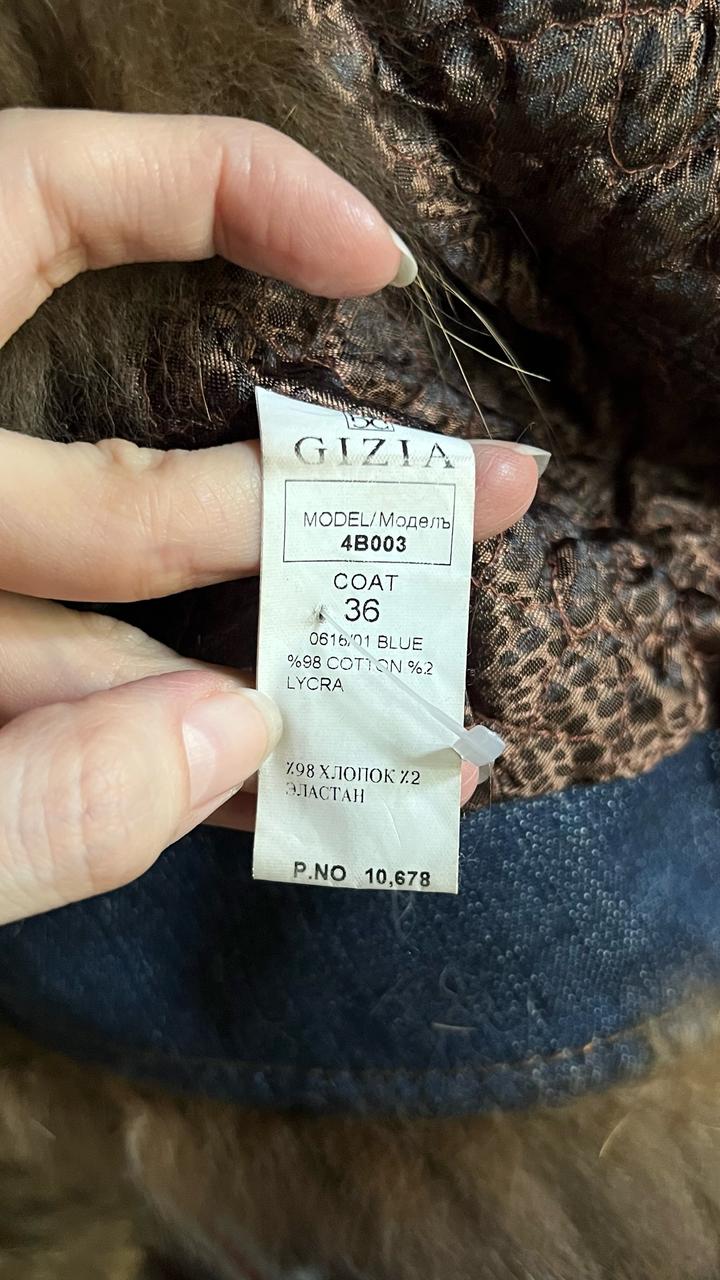 GIZIA
MODEL/Модель
4B003
COAT
36
0616/01 BLUE
%98 COTTON %2
LYCRA
%98 ХЛОПОК %2
ЭЛАСТАН
P.NO 10,678